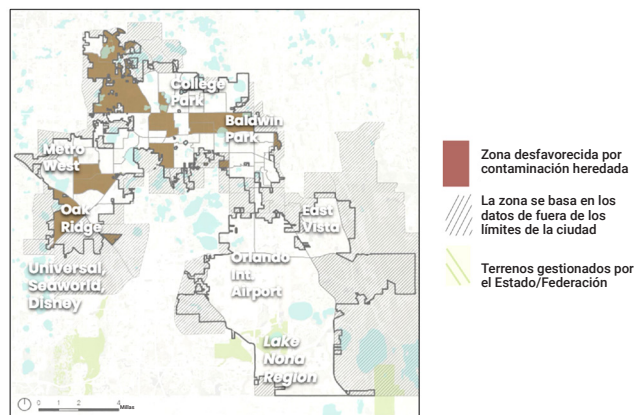 College
Park
Baldwin
Park
Metro
West
Oak
Ridge
East
Vista
Universal,
Seaworld,
Disney
Orlando
Int.
Airport
Lake
Nona
Region
0 1 2 4 Millas
Zona desfavorecida por
contaminación heredada
La zona se basa en los
datos de fuera de los
límites de la ciudad
Terrenos gestionados por
el Estado/Federación